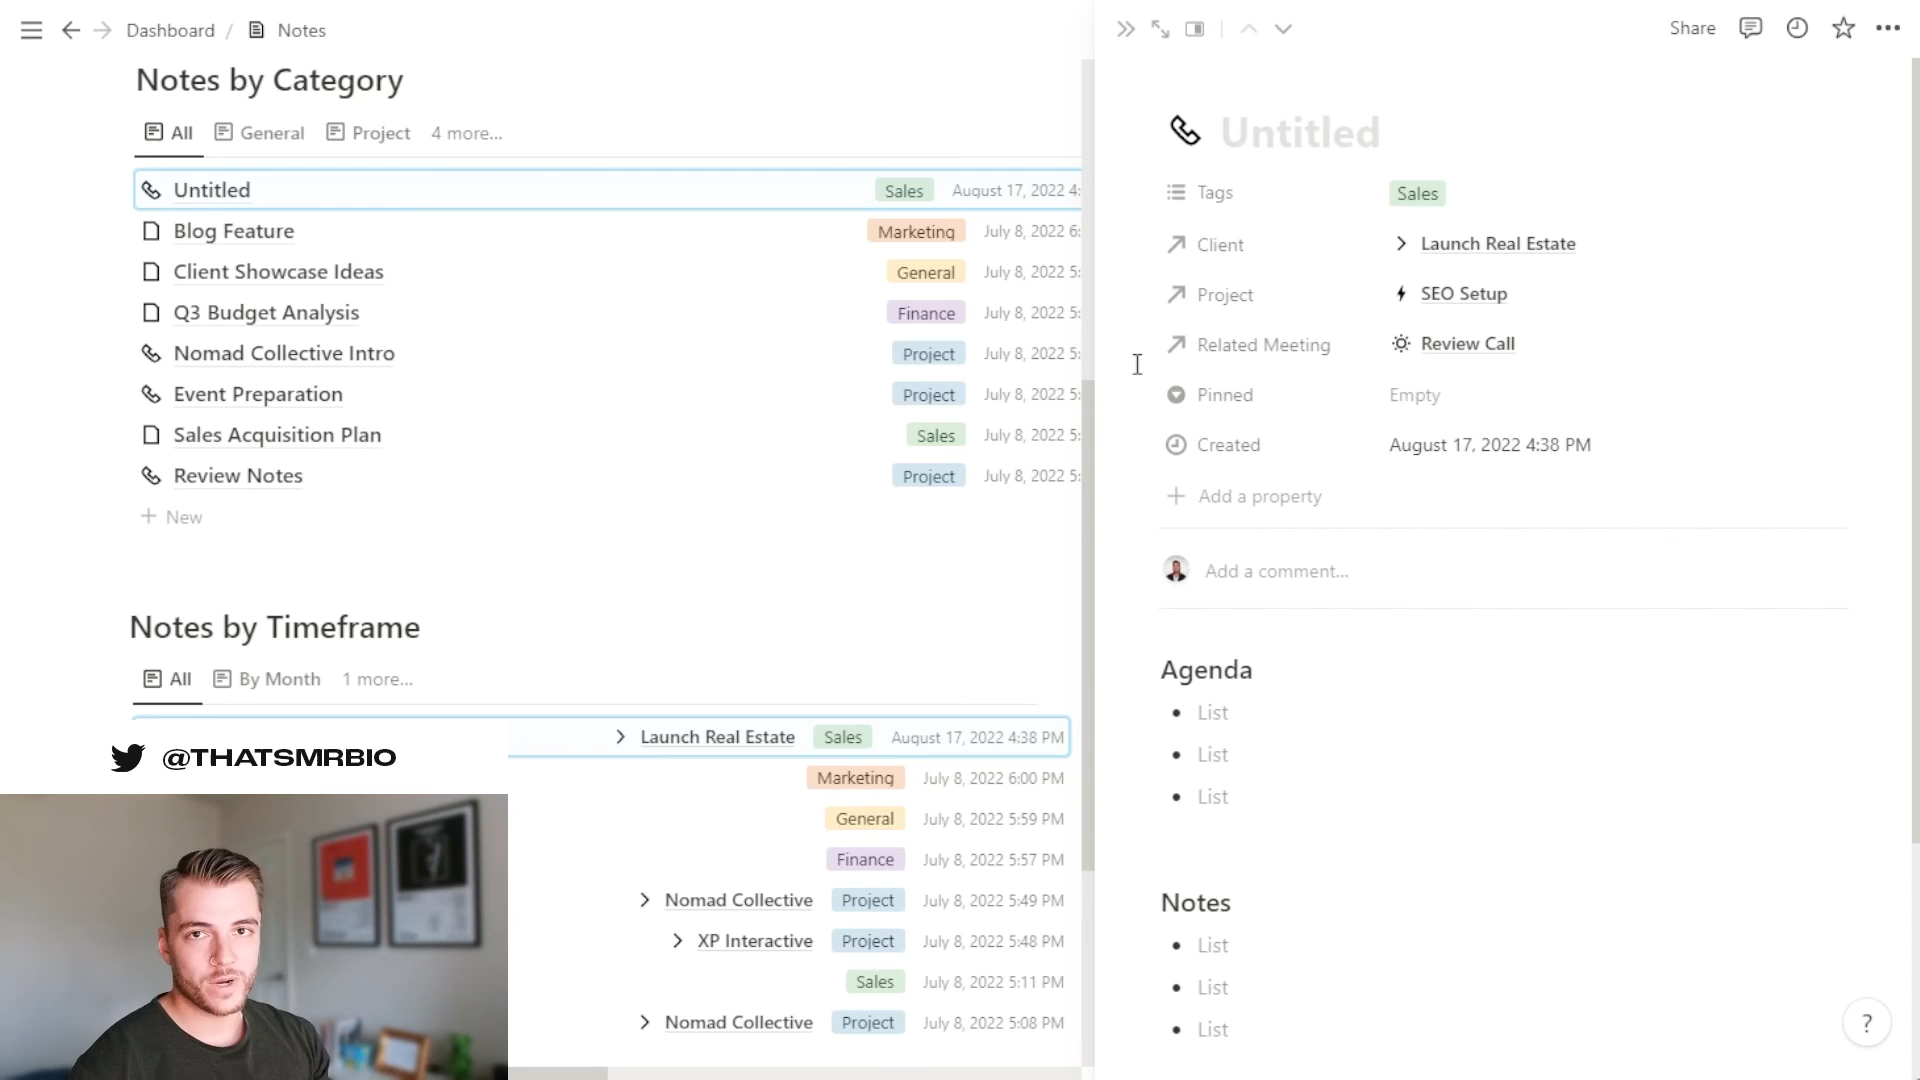 Dashboard / Notes
Notes by Category
All General Project 4 more...
Untitled Sales August 17, 2022 4:
Blog Feature Marketing July 8, 2022 6:
Client Showcase Ideas General July 8, 2022 5:
Q3 Budget Analysis Finance July 8, 2022 5:
Nomad Collective Intro Project July 8, 2022 5:
Event Preparation Project July 8, 2022 5:
Sales Acquisition Plan Sales July 8, 2022 5:
Review Notes Project July 8, 2022 5:
+ New
Notes by Timeframe
All By Month 1 more...
Launch Real Estate Sales August 17, 2022 4:38 PM
Marketing July 8, 2022 6:00 PM
General July 8, 2022 5:59 PM
Finance July 8, 2022 5:57 PM
Nomad Collective Project July 8, 2022 5:49 PM
XP Interactive Project July 8, 2022 5:48 PM
Sales July 8, 2022 5:11 PM
Nomad Collective Project July 8, 2022 5:08 PM
@THATSMRBIO
Share
Untitled
Tags Sales
Client Launch Real Estate
Project SEO Setup
Related Meeting Review Call
Pinned Empty
Created August 17, 2022 4:38 PM
+ Add a property
Add a comment...
Agenda
• List
• List
• List
Notes
• List
• List
• List
?